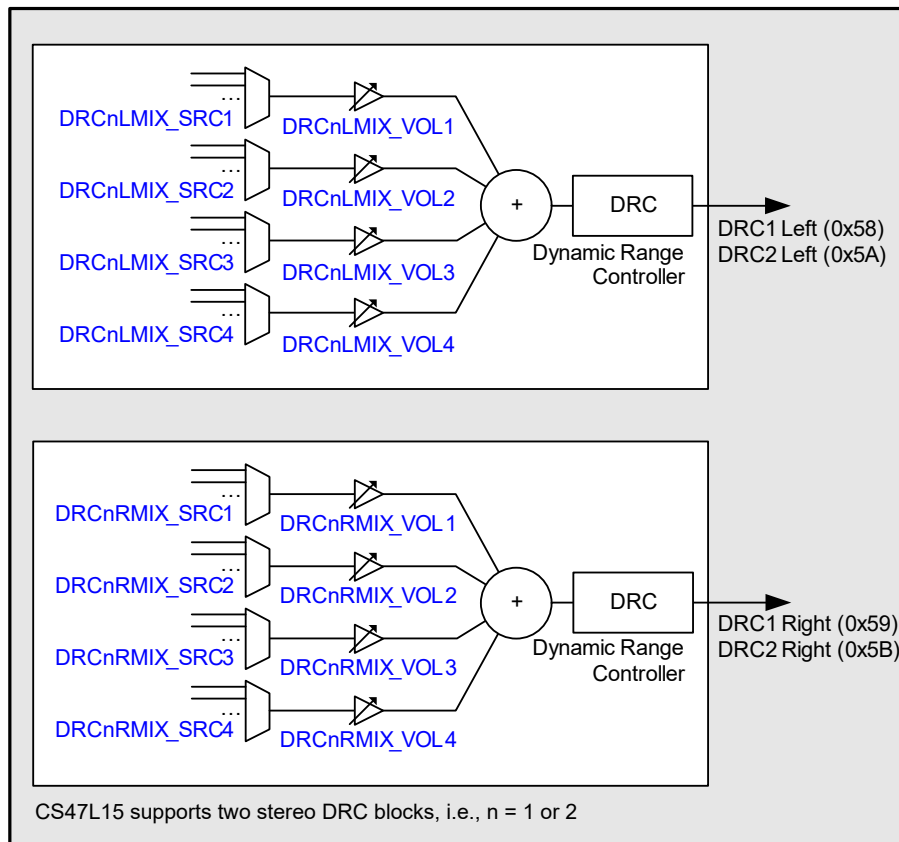 ...
DRCnLMIX_SRC1
DRCnLMIX_VOL1
...
DRCnLMIX_SRC2
DRCnLMIX_VOL2
...
DRCnLMIX_SRC3
DRCnLMIX_VOL3
...
DRCnLMIX_SRC4
DRCnLMIX_VOL4
+
DRC
Dynamic Range
Controller
DRC1 Left (0x58)
DRC2 Left (0x5A)
...
DRCnRMIX_SRC1
DRCnRMIX_VOL1
...
DRCnRMIX_SRC2
DRCnRMIX_VOL2
...
DRCnRMIX_SRC3
DRCnRMIX_VOL3
...
DRCnRMIX_SRC4
DRCnRMIX_VOL4
+
DRC
Dynamic Range
Controller
DRC1 Right (0x59)
DRC2 Right (0x5B)
CS47L15 supports two stereo DRC blocks, i.e., n = 1 or 2